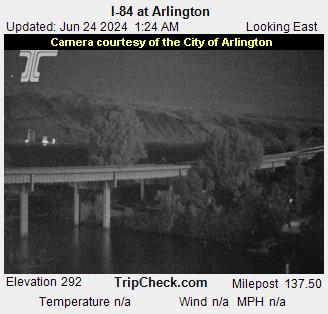 I-84 at Arlington
Updated: Jun 24 2024 1:24 AM Looking East
Camera courtesy of the City of Arlington
Elevation 292 TripCheck.com Milepost 137.50
Temperature n/a Wind n/a MPH n/a